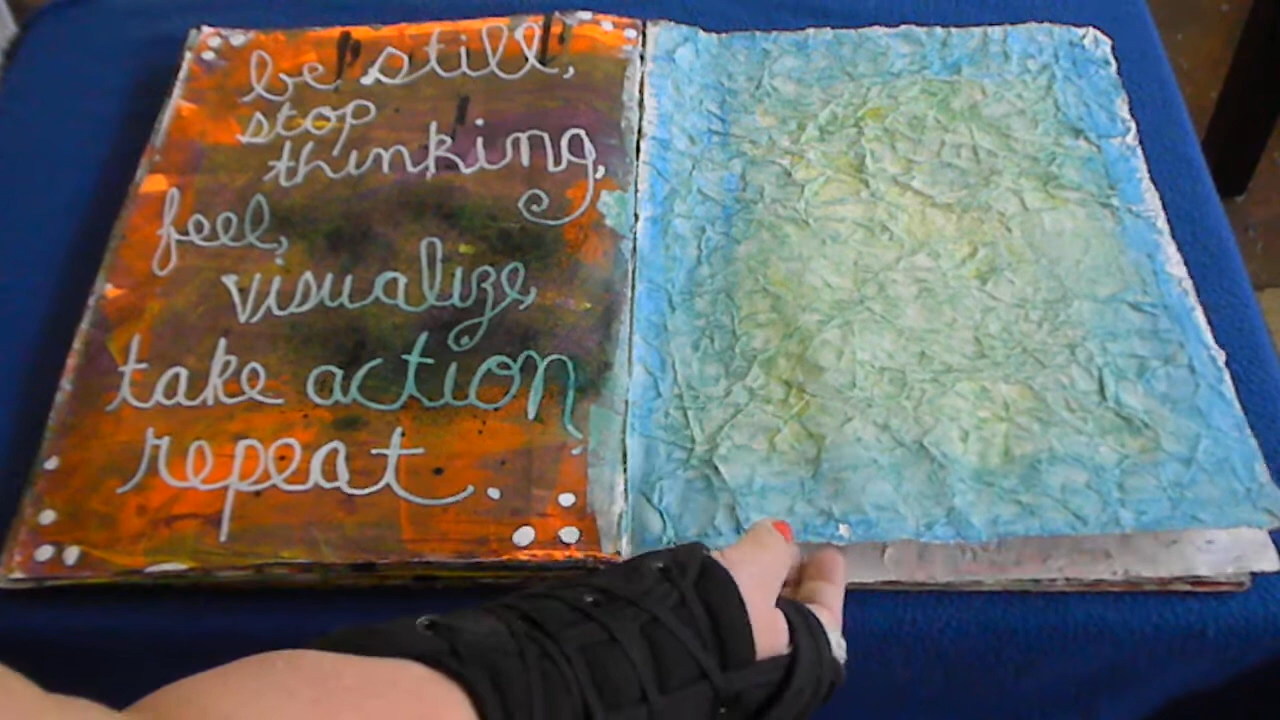 be still,
stop
thinking,
feel,
visualize,
take action,
repeat.